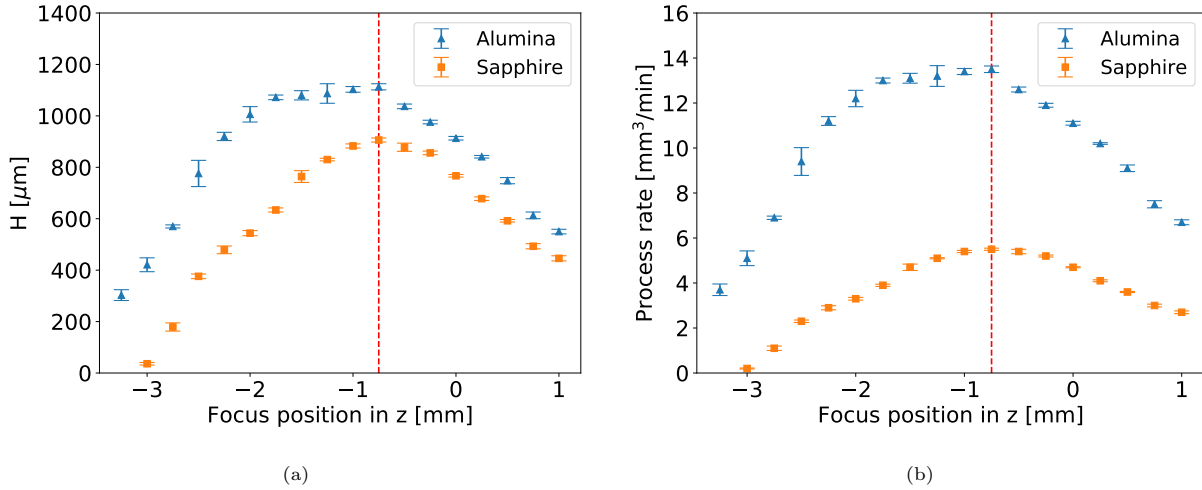 1400
1200
1000
800
600
400
200
0
H [μm]
−3
−2
−1
0
1
Focus position in z [mm]
Alumina
Sapphire
(a)
16
14
12
10
8
6
4
2
0
Process rate [mm³/min]
−3
−2
−1
0
1
Focus position in z [mm]
Alumina
Sapphire
(b)